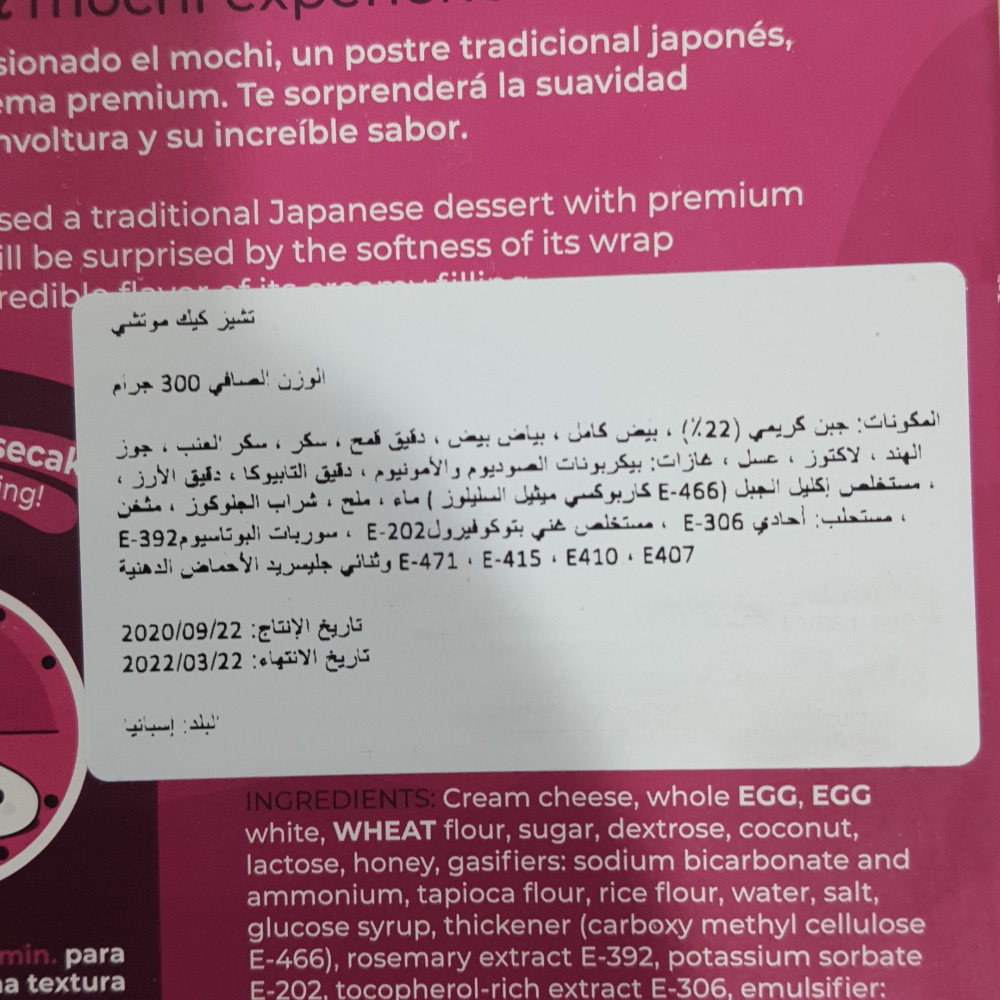 mochi
sionado el mochi, un postre tradicional japonés,
ema premium. Te sorprenderá la suavidad
nvoltura y su increíble sabor.
sed a traditional Japanese dessert with premium
ill be surprised by the softness of its wrap
redible flavor of its creamy filling
تشيز كيك موتشي
الوزن الصافي 300 جرام
المكونات: جبن كريمي (22٪) ، بيض كامل ، بياض بيض ، دقيق قمح ، سكر ، سكر العنب ، جوز
الهند ، لاكتوز ، عسل ، غازات: بيكربونات الصوديوم والأمونيوم ، دقيق التابيوكا ، دقيق الأرز ،
ماء ، ملح ، شراب الجلوكوز ، مثخن ( كاربوكسي ميثيل السليلوز E-466) مستخلص إكليل الجبل ،
E-392، سوربات البوتاسيوم E-202، مستخلص غني بتوكوفيرول E-306 ، مستحلب: أحادي
وثنائي جليسريد الأحماض الدهنية E-471 ، E-415 ، E410 ، E407
تاريخ الإنتاج: 2020/09/22
تاريخ الانتهاء: 2022/03/22
البلد: إسبانيا
secak
ing!
INGREDIENTS: Cream cheese, whole EGG, EGG
white, WHEAT flour, sugar, dextrose, coconut,
lactose, honey, gasifiers: sodium bicarbonate and
ammonium, tapioca flour, rice flour, water, salt,
glucose syrup, thickener (carboxy methyl cellulose
E-466), rosemary extract E-392, potassium sorbate
E-202, tocopherol-rich extract E-306, emulsifier:
min. para
a textura